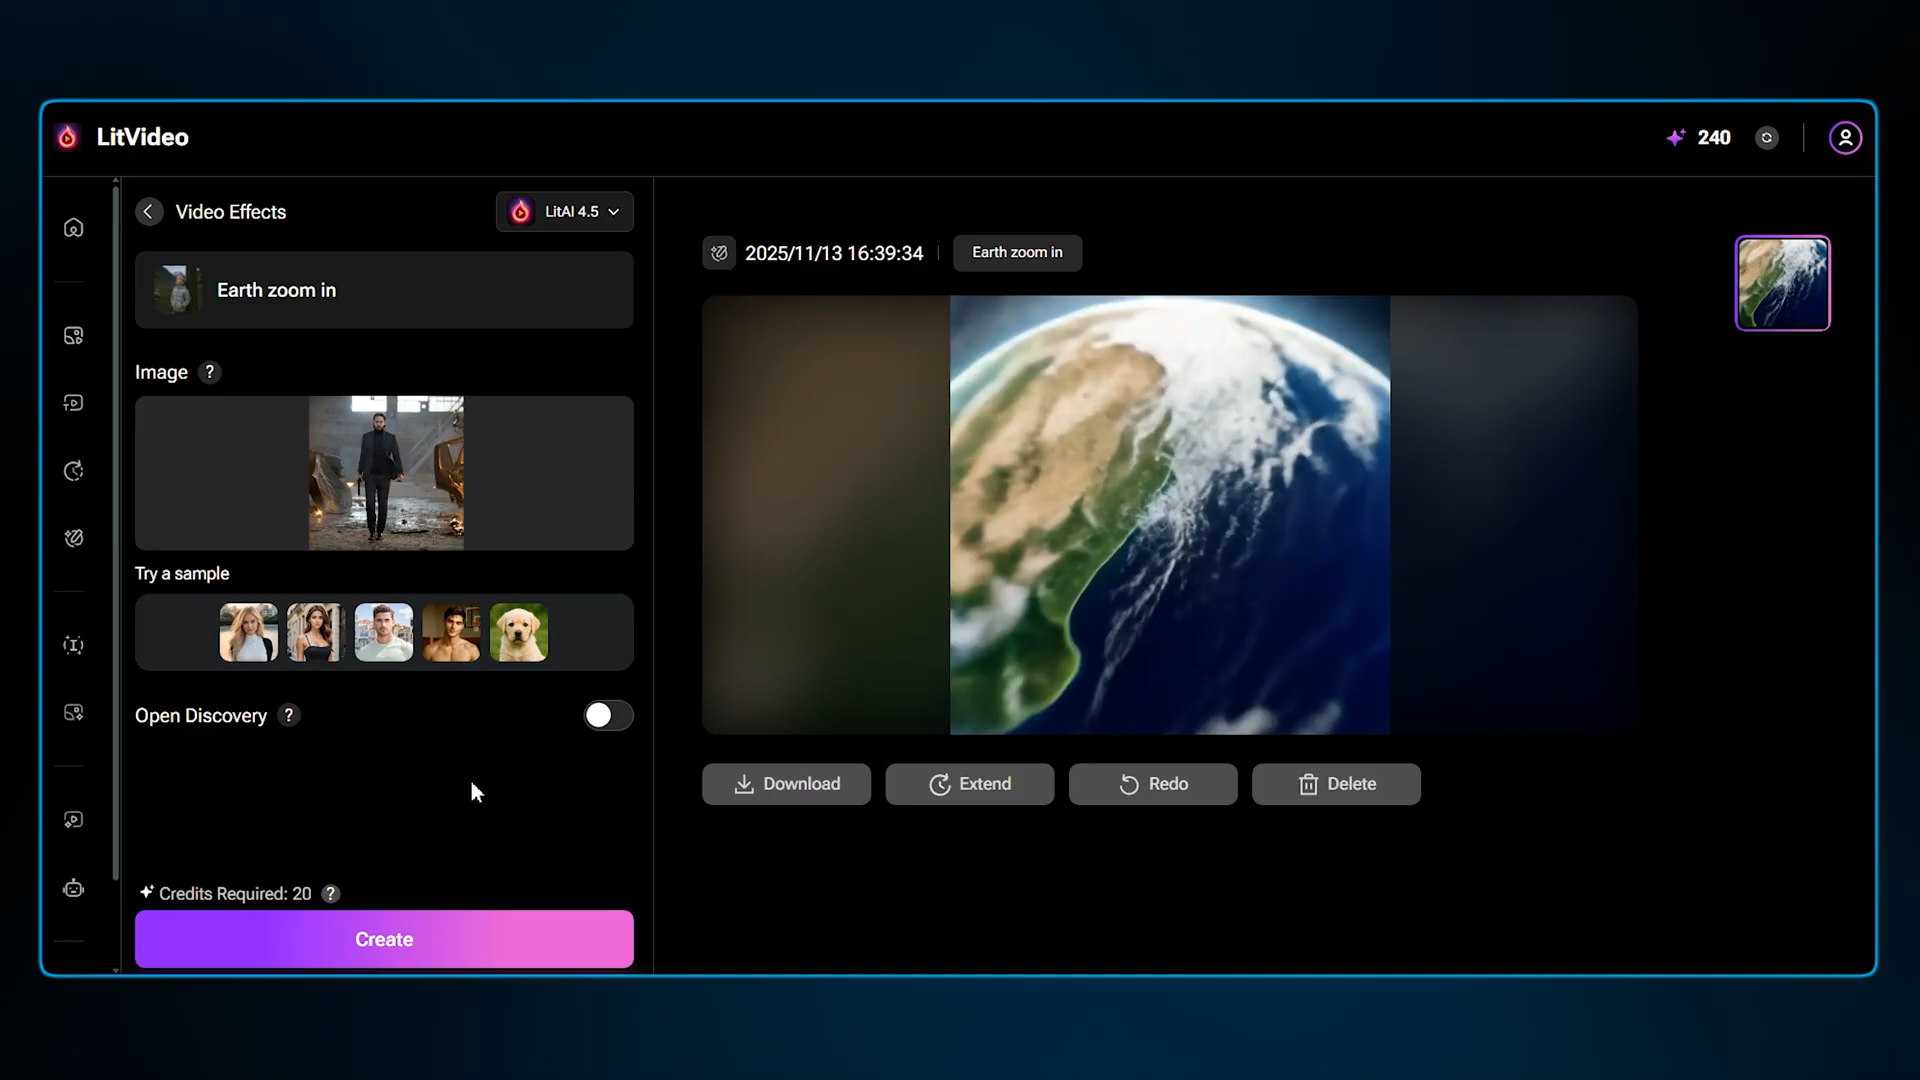 LitVideo
240
Video Effects
LitAI 4.5
Earth zoom in
Image ?
Try a sample
Open Discovery ?
Credits Required: 20 ?
Create
2025/11/13 16:39:34
Earth zoom in
Download
Extend
Redo
Delete